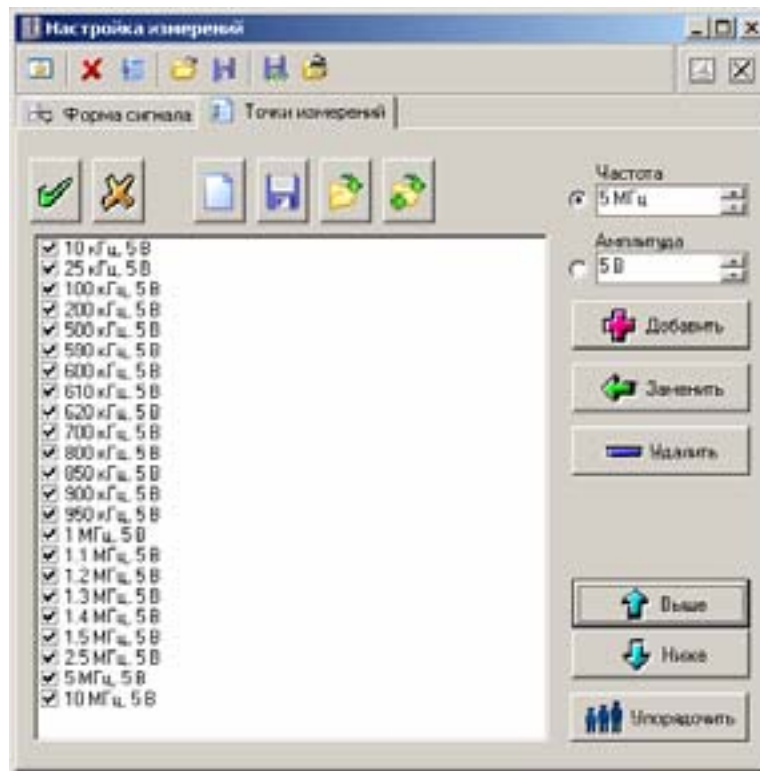 Настройка измерений
Форма сигнала
Точки измерений
Частота
5 МГц
Амплитуда
5 В
10 кГц, 5 В
25 кГц, 5 В
100 кГц, 5 В
200 кГц, 5 В
500 кГц, 5 В
590 кГц, 5 В
600 кГц, 5 В
610 кГц, 5 В
620 кГц, 5 В
700 кГц, 5 В
800 кГц, 5 В
850 кГц, 5 В
900 кГц, 5 В
950 кГц, 5 В
1 МГц, 5 В
1.1 МГц, 5 В
1.2 МГц, 5 В
1.3 МГц, 5 В
1.4 МГц, 5 В
1.5 МГц, 5 В
2.5 МГц, 5 В
5 МГц, 5 В
10 МГц, 5 В
Добавить
Заменить
Удалить
Выше
Ниже
Упорядочить